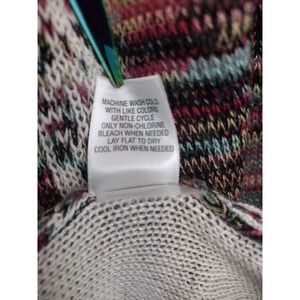 MACHINE WASH COLD
WITH LIKE COLORS
GENTLE CYCLE
ONLY NON-CHLORINE
BLEACH WHEN NEEDED
LAY FLAT TO DRY
COOL IRON WHEN NEEDED